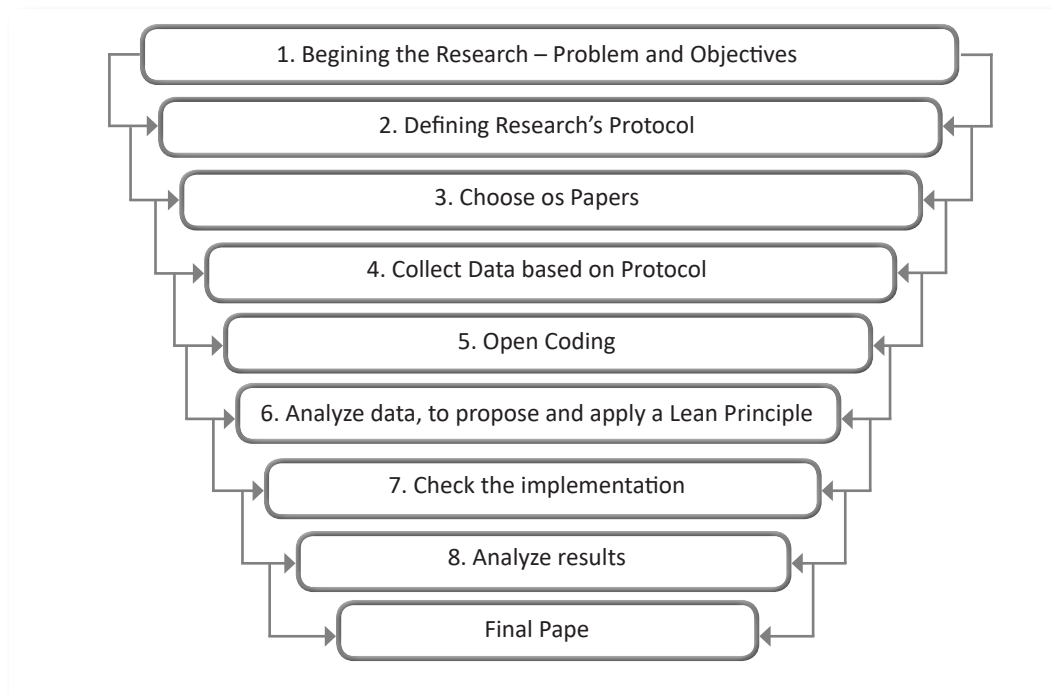 1. Begining the Research – Problem and Objectives
2. Defining Research’s Protocol
3. Choose os Papers
4. Collect Data based on Protocol
5. Open Coding
6. Analyze data, to propose and apply a Lean Principle
7. Check the implementation
8. Analyze results
Final Pape